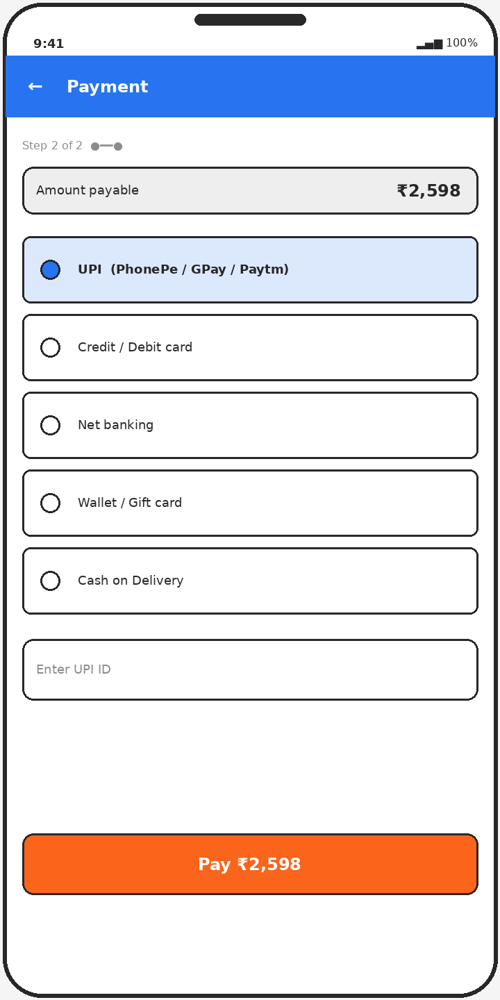 9:41
100%
← Payment
Step 2 of 2
Amount payable ₹2,598
UPI (PhonePe / GPay / Paytm)
Credit / Debit card
Net banking
Wallet / Gift card
Cash on Delivery
Enter UPI ID
Pay ₹2,598